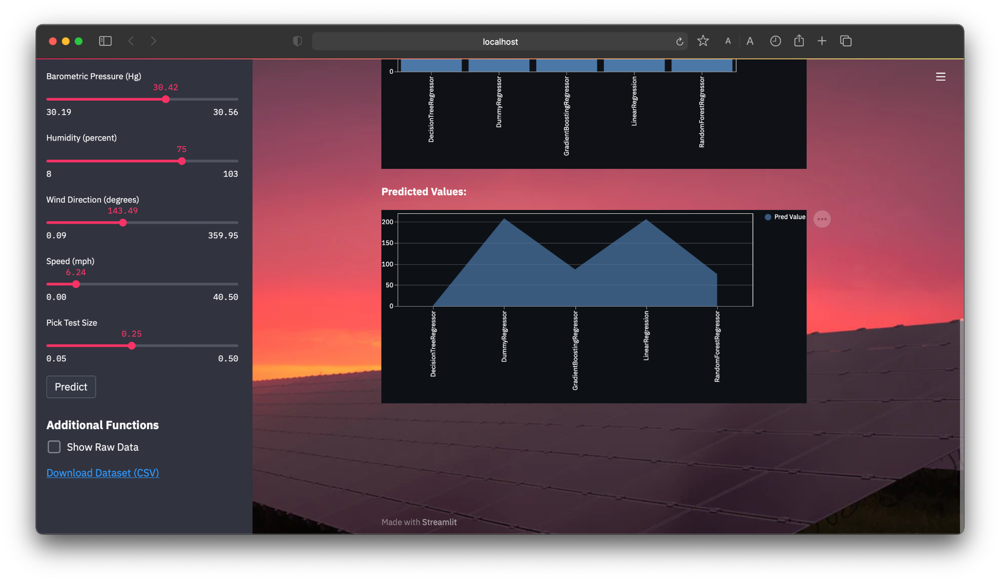 localhost
A A
Barometric Pressure (Hg)
30.42
30.19 30.56
Humidity (percent)
75
8 103
Wind Direction (degrees)
143.49
0.09 359.95
Speed (mph)
6.24
0.00 40.50
Pick Test Size
0.25
0.05 0.50
Predict
Additional Functions
Show Raw Data
Download Dataset (CSV)
0
DecisionTreeRegressor
DummyRegressor
GradientBoostingRegressor
LinearRegression
RandomForestRegressor
Predicted Values:
Pred Value
200
150
100
50
0
DecisionTreeRegressor
DummyRegressor
GradientBoostingRegressor
LinearRegression
RandomForestRegressor
Made with Streamlit